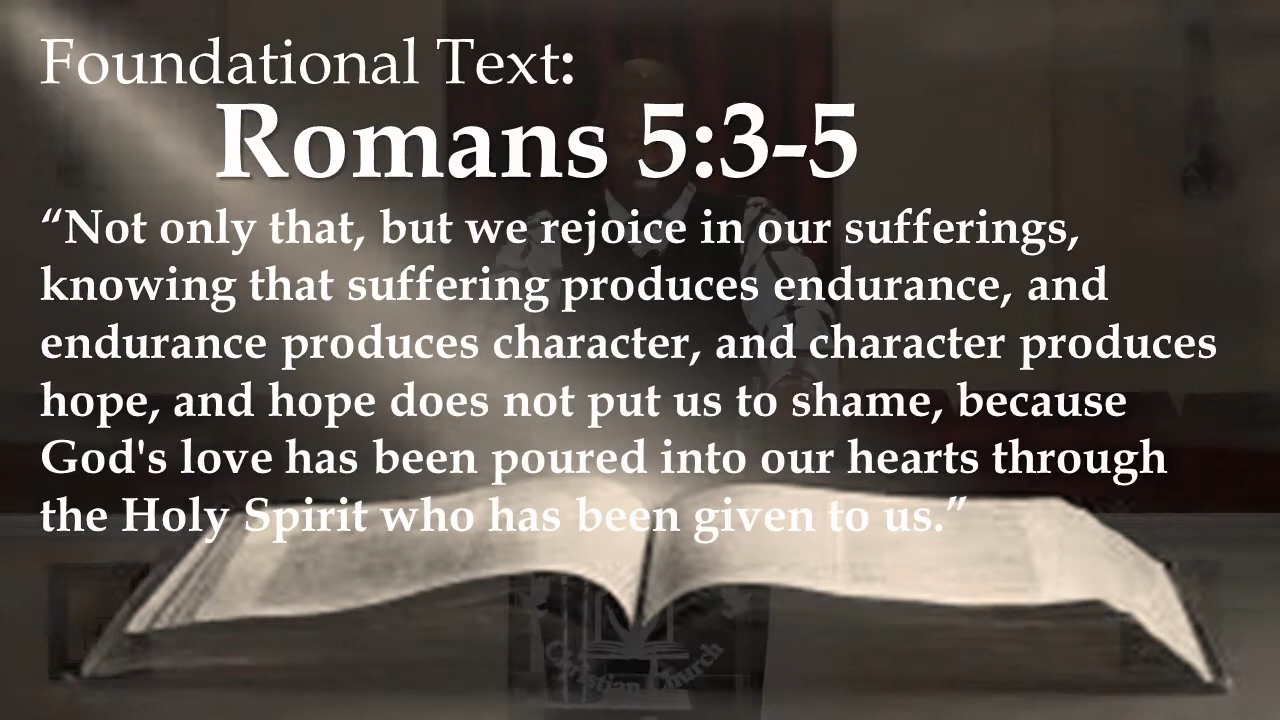 Foundational Text:
Romans 5:3-5
“Not only that, but we rejoice in our sufferings,
knowing that suffering produces endurance, and
endurance produces character, and character produces
hope, and hope does not put us to shame, because
God's love has been poured into our hearts through
the Holy Spirit who has been given to us.”
Christian Church